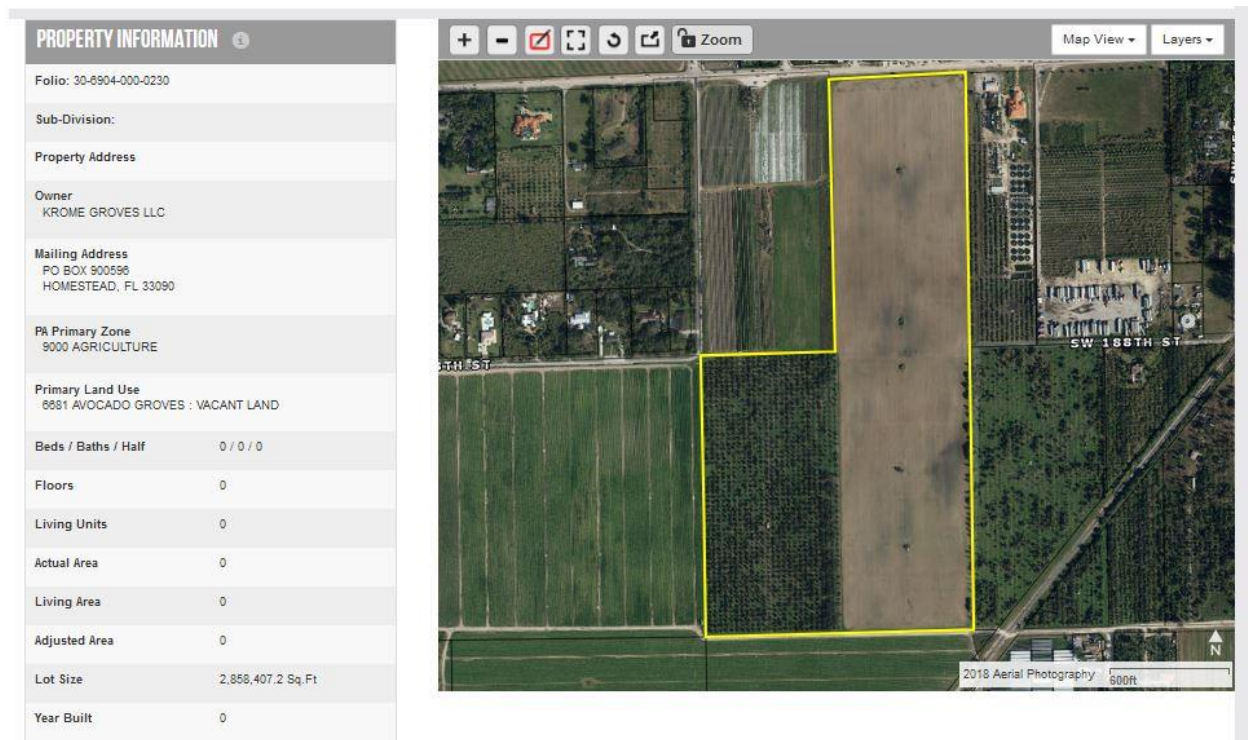 PROPERTY INFORMATION
Folio: 30-6904-000-0230
Sub-Division:
Property Address
Owner
KROME GROVES LLC
Mailing Address
PO BOX 900596
HOMESTEAD, FL 33090
PA Primary Zone
9000 AGRICULTURE
Primary Land Use
6681 AVOCADO GROVES : VACANT LAND
Beds / Baths / Half 0 / 0 / 0
Floors 0
Living Units 0
Actual Area 0
Living Area 0
Adjusted Area 0
Lot Size 2,858,407.2 Sq.Ft
Year Built 0
Zoom
Map View
Layers
SW 188TH ST
8TH ST
N
2018 Aerial Photography
600ft